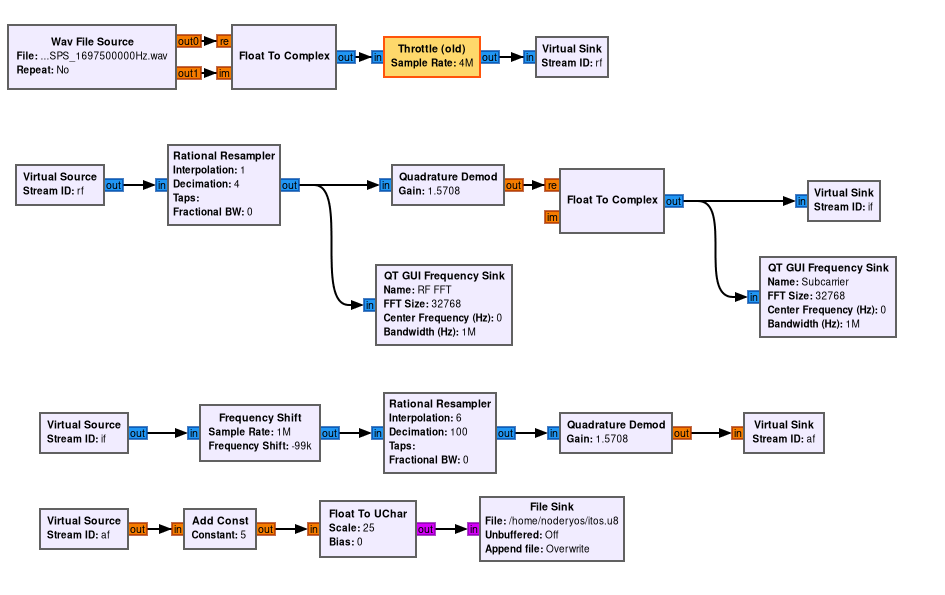 Wav File Source
File: ...SPS_1697500000Hz.wav
Repeat: No
out0
out1
re
im
Float To Complex
out
in
Throttle (old)
Sample Rate: 4M
out
in
Virtual Sink
Stream ID: rf
Virtual Source
Stream ID: rf
out
in
Rational Resampler
Interpolation: 1
Decimation: 4
Taps:
Fractional BW: 0
out
in
Quadrature Demod
Gain: 1.5708
out
re
im
Float To Complex
out
in
Virtual Sink
Stream ID: if
in
QT GUI Frequency Sink
Name: RF FFT
FFT Size: 32768
Center Frequency (Hz): 0
Bandwidth (Hz): 1M
in
QT GUI Frequency Sink
Name: Subcarrier
FFT Size: 32768
Center Frequency (Hz): 0
Bandwidth (Hz): 1M
Virtual Source
Stream ID: if
out
in
Frequency Shift
Sample Rate: 1M
Frequency Shift: -99k
out
in
Rational Resampler
Interpolation: 6
Decimation: 100
Taps:
Fractional BW: 0
out
in
Quadrature Demod
Gain: 1.5708
out
in
Virtual Sink
Stream ID: af
Virtual Source
Stream ID: af
out
in
Add Const
Constant: 5
out
in
Float To UChar
Scale: 25
Bias: 0
out
in
File Sink
File: /home/noderyos/itos.u8
Unbuffered: Off
Append file: Overwrite